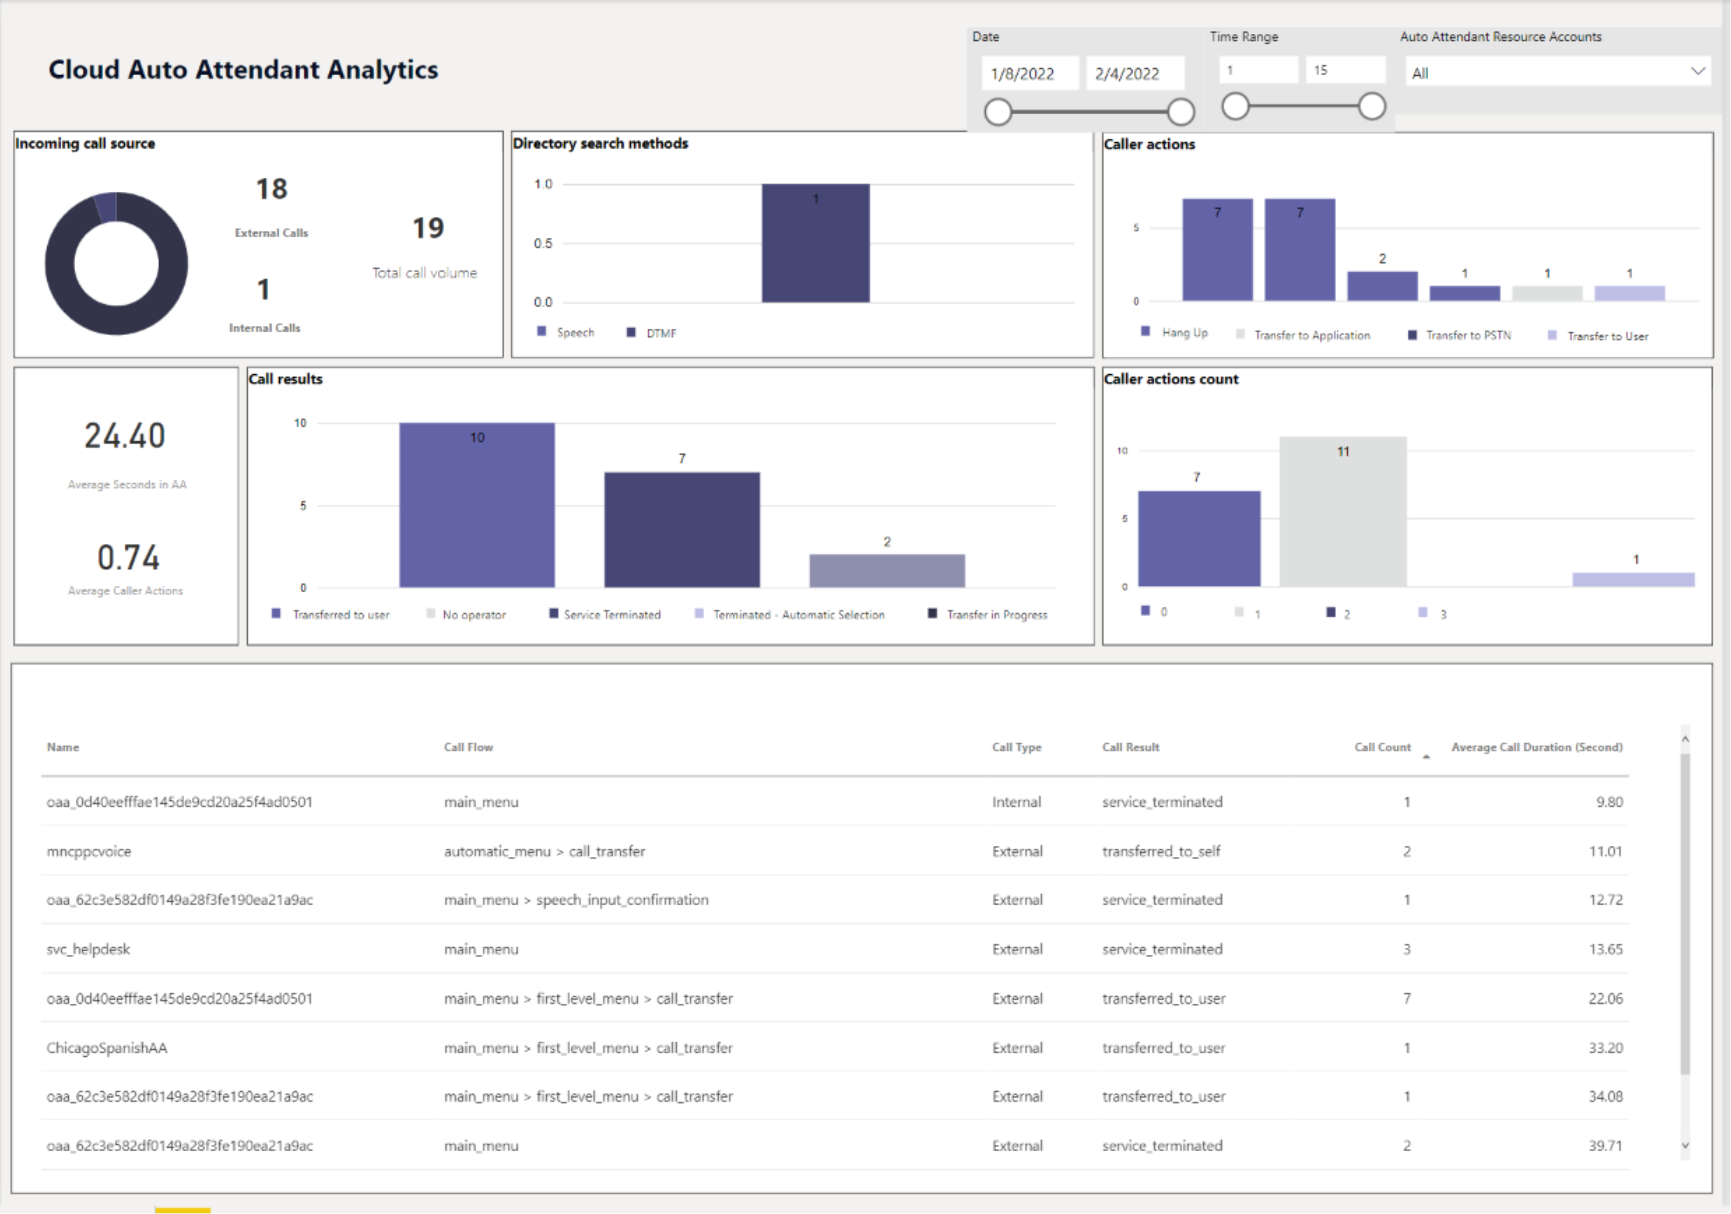 Cloud Auto Attendant Analytics
Date
1/8/2022 2/4/2022
Time Range
1 15
Auto Attendant Resource Accounts
All
Incoming call source
18
External Calls
1
Internal Calls
19
Total call volume
Directory search methods
1.0
0.5
0.0
1
Speech DTMF
Caller actions
5
0
7 7 2 1 1 1
Hang Up Transfer to Application Transfer to PSTN Transfer to User
24.40
Average Seconds in AA
0.74
Average Caller Actions
Call results
10
5
0
10 7 2
Transferred to user No operator Service Terminated Terminated - Automatic Selection Transfer in Progress
Caller actions count
10
5
0
7 11 1
0 1 2 3
Name Call Flow Call Type Call Result Call Count Average Call Duration (Second)
oaa_0d40eefffae145de9cd20a25f4ad0501 main_menu Internal service_terminated 1 9.80
mncppcvoice automatic_menu > call_transfer External transferred_to_self 2 11.01
oaa_62c3e582df0149a28f3fe190ea21a9ac main_menu > speech_input_confirmation External service_terminated 1 12.72
svc_helpdesk main_menu External service_terminated 3 13.65
oaa_0d40eefffae145de9cd20a25f4ad0501 main_menu > first_level_menu > call_transfer External transferred_to_user 7 22.06
ChicagoSpanishAA main_menu > first_level_menu > call_transfer External transferred_to_user 1 33.20
oaa_62c3e582df0149a28f3fe190ea21a9ac main_menu > first_level_menu > call_transfer External transferred_to_user 1 34.08
oaa_62c3e582df0149a28f3fe190ea21a9ac main_menu External service_terminated 2 39.71